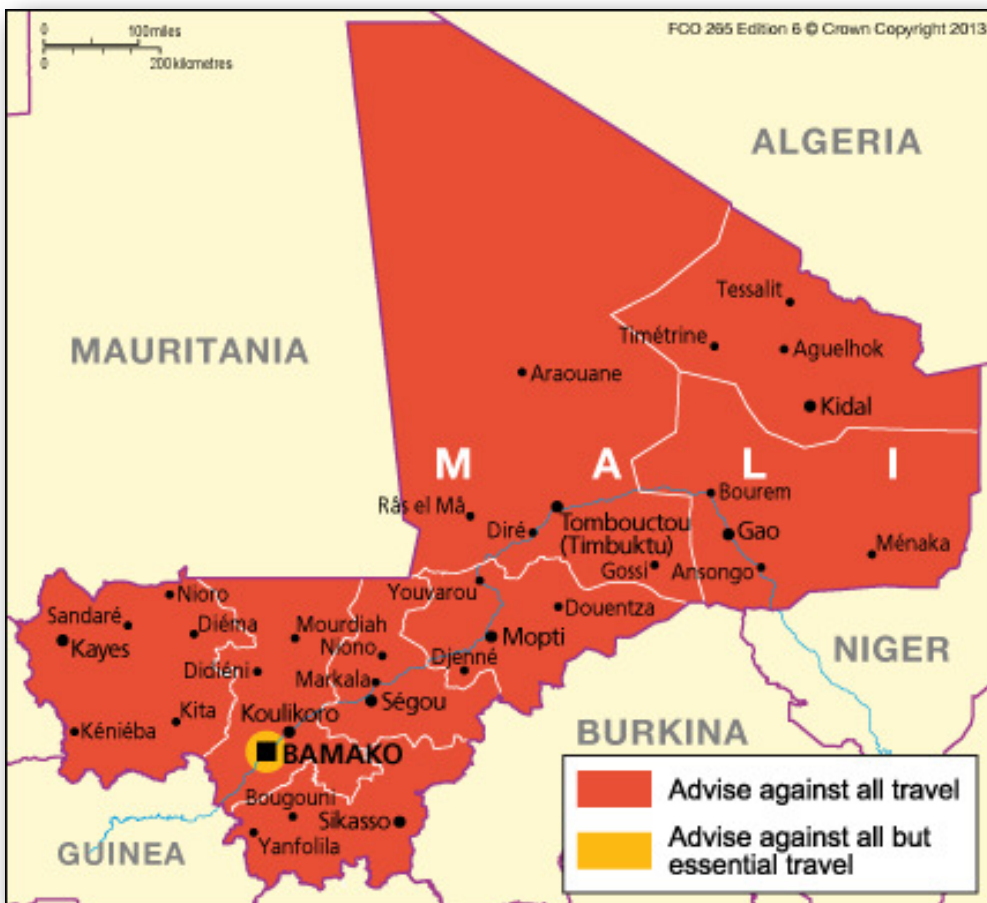 0 100miles
0 200kilometres
FCO 265 Edition 6 © Crown Copyright 2013
ALGERIA
MAURITANIA
Tessalit
Timétrine
Aguelhok
Araouane
Kidal
M A L I
Râs el Mâ
Bourem
Diré
Tombouctou
(Timbuktu)
Gao
Gossi
Ansongo
Ménaka
Youvarou
Nioro
Sandaré
Diéma
Mourdiah
Douentza
Kayes
Niono
Mopti
Djenné
NIGER
Didiéni
Markala
Ségou
Kita
Koulikoro
Kéniéba
BURKINA
BAMAKO
Bougouni
Sikasso
Yanfolila
GUINEA
Advise against all travel
Advise against all but
essential travel